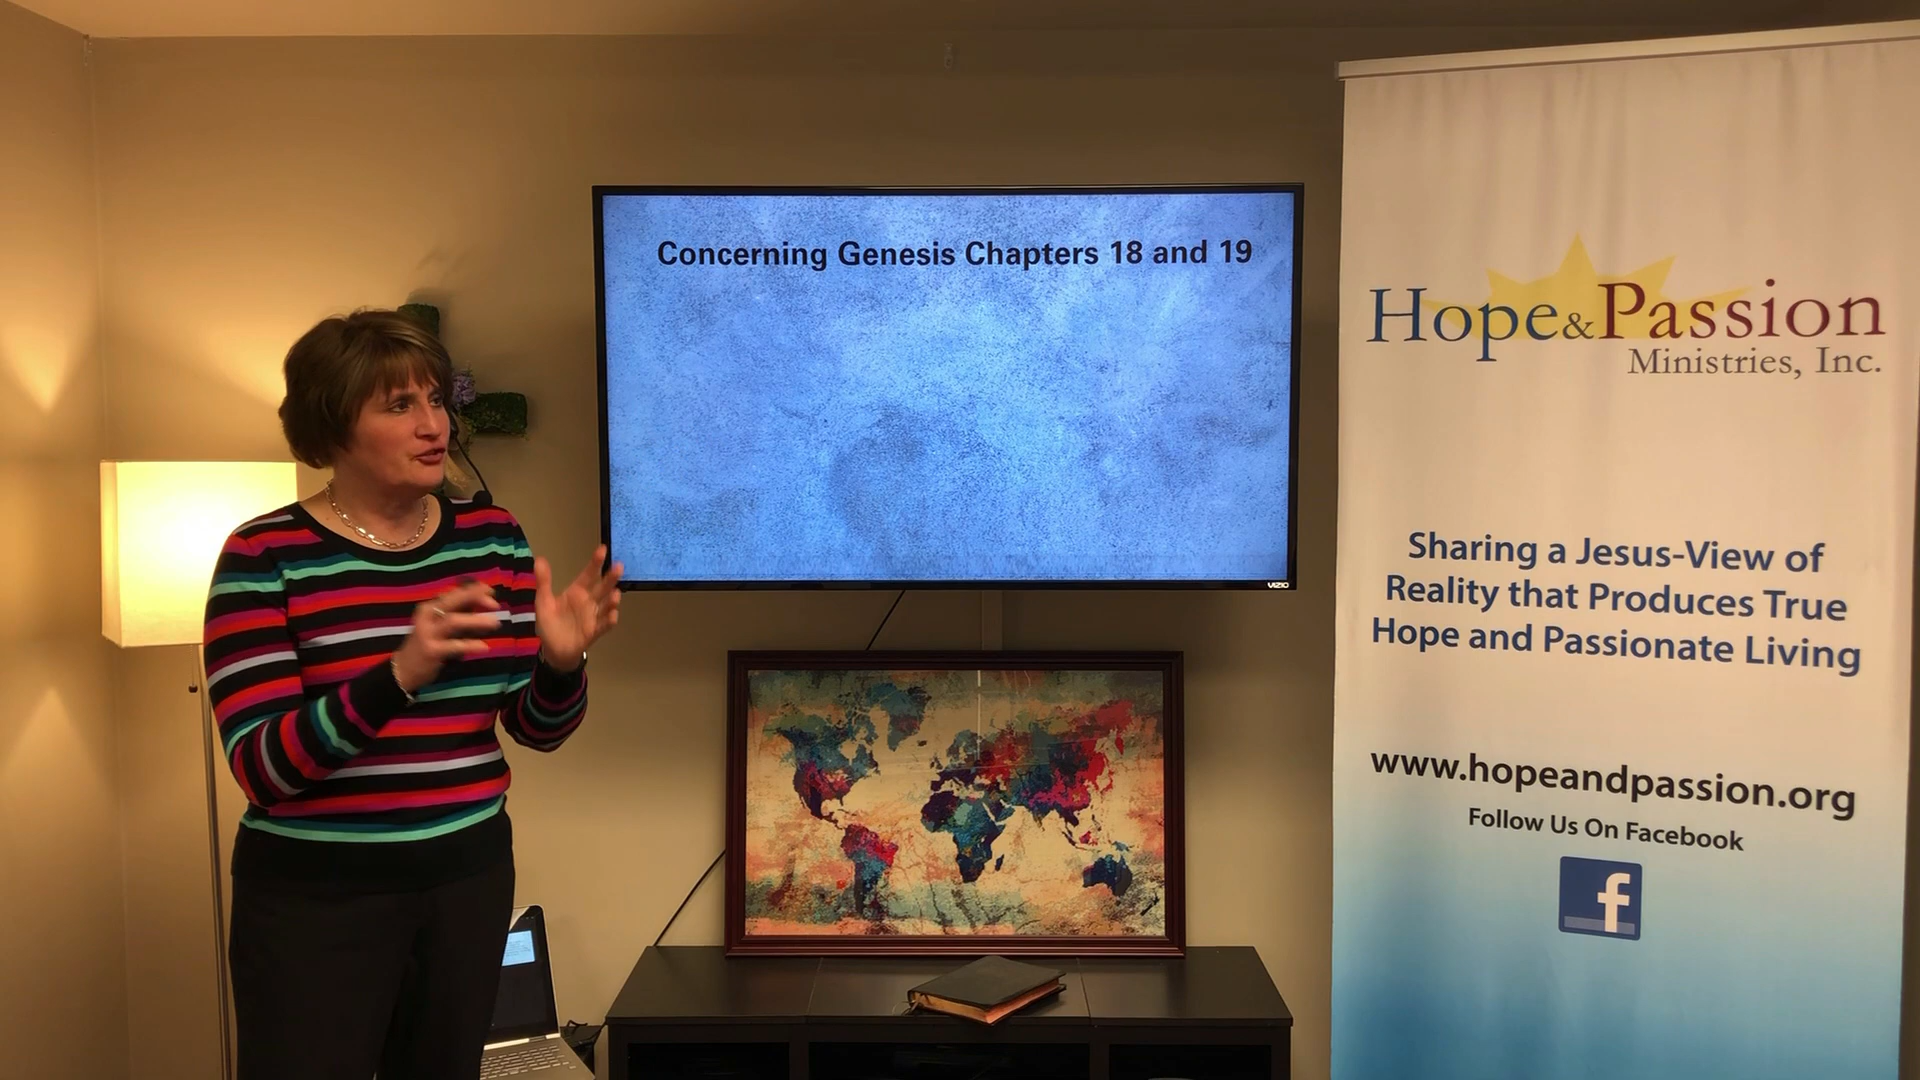 Concerning Genesis Chapters 18 and 19
VIZIO
Hope&Passion
Ministries, Inc.
Sharing a Jesus-View of
Reality that Produces True
Hope and Passionate Living
www.hopeandpassion.org
Follow Us On Facebook
f